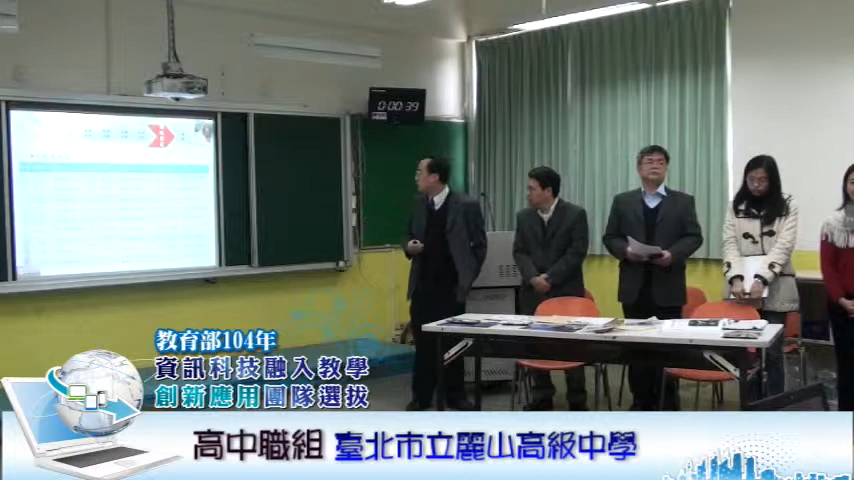 0:00:39
教育部104年
資訊科技融入教學
創新應用團隊選拔
高中職組 臺北市立麗山高級中學